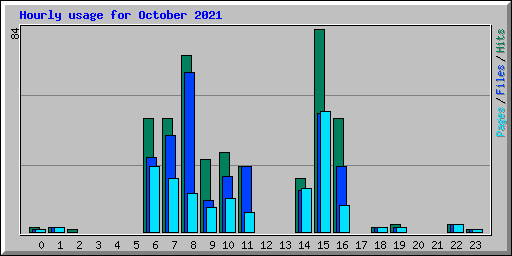 Hourly usage for October 2021
84
Pages/Files/Hits
0 1 2 3 4 5 6 7 8 9 10 11 12 13 14 15 16 17 18 19 20 21 22 23